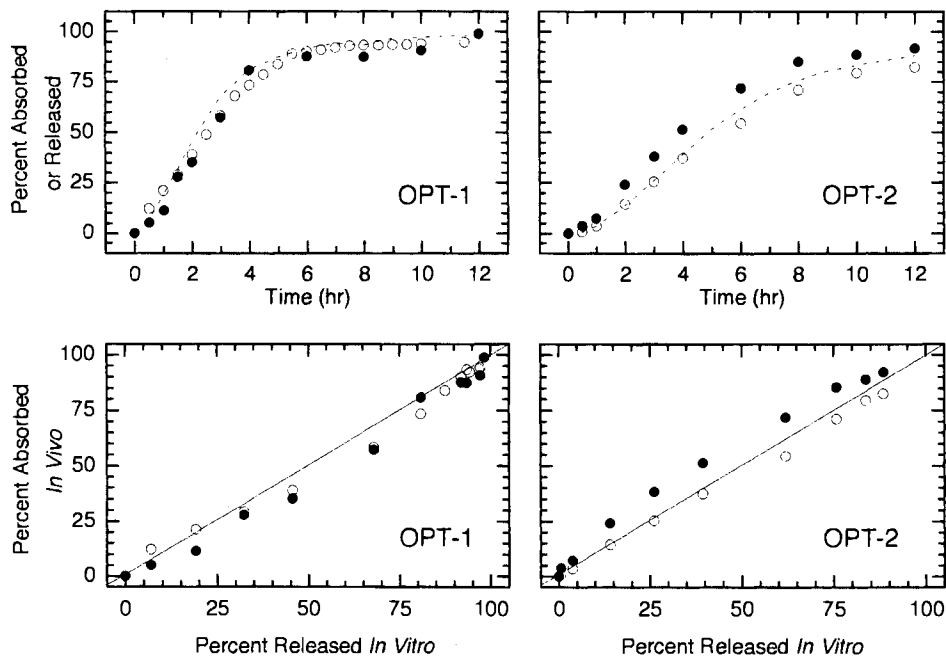 Percent Absorbed
or Released
100
75
50
25
0
OPT-1
OPT-2
0 2 4 6 8 10 12
0 2 4 6 8 10 12
Time (hr)
Time (hr)
Percent Absorbed
In Vivo
100
75
50
25
0
OPT-1
OPT-2
0 25 50 75 100
0 25 50 75 100
Percent Released In Vitro
Percent Released In Vitro